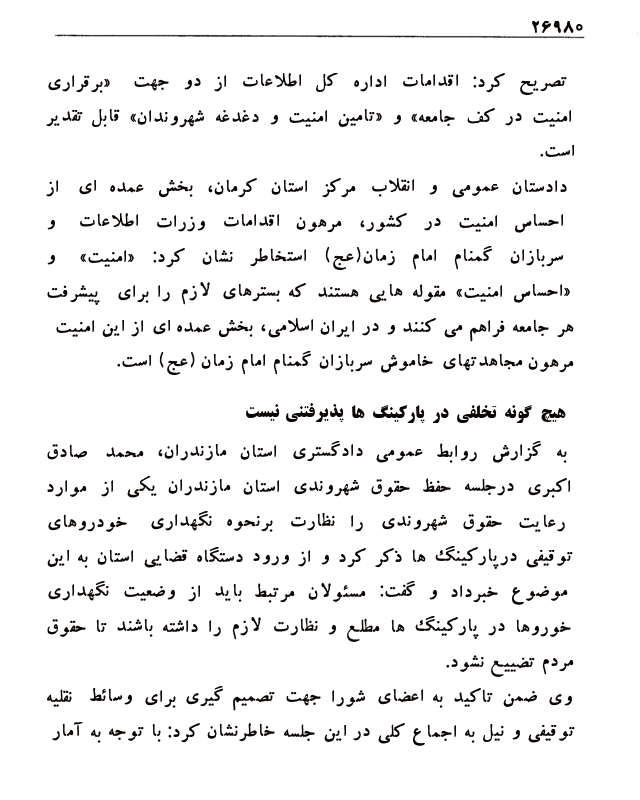 ۲۶۹۸۰
تصریح کرد: اقدامات اداره کل اطلاعات از دو جهت «برقراری
امنیت در کف جامعه» و «تامین امنیت و دغدغه شهروندان» قابل تقدیر
است.
دادستان عمومی و انقلاب مرکز استان کرمان، بخش عمده ای از
احساس امنیت در کشور، مرهون اقدامات وزرات اطلاعات و
سربازان گمنام امام زمان(عج) استخاطر نشان کرد: «امنیت» و
«احساس امنیت» مقوله هایی هستند که بسترهای لازم را برای پیشرفت
هر جامعه فراهم می کنند و در ایران اسلامی، بخش عمده ای از این امنیت
مرهون مجاهدتهای خاموش سربازان گمنام امام زمان (عج) است.
هیچ گونه تخلفی در پارکینگ ها پذیرفتنی نیست
به گزارش روابط عمومی دادگستری استان مازندران، محمد صادق
اکبری درجلسه حفظ حقوق شهروندی استان مازندران یکی از موارد
رعایت حقوق شهروندی را نظارت برنحوه نگهداری خودروهای
توقیفی درپارکینگ ها ذکر کرد و از ورود دستگاه قضایی استان به این
موضوع خبرداد و گفت: مسئولان مرتبط باید از وضعیت نگهداری
خوروها در پارکینگ ها مطلع و نظارت لازم را داشته باشند تا حقوق
مردم تضییع نشود.
وی ضمن تاکید به اعضای شورا جهت تصمیم گیری برای وسائط نقلیه
توقیفی و نیل به اجماع کلی در این جلسه خاطرنشان کرد: با توجه به آمار